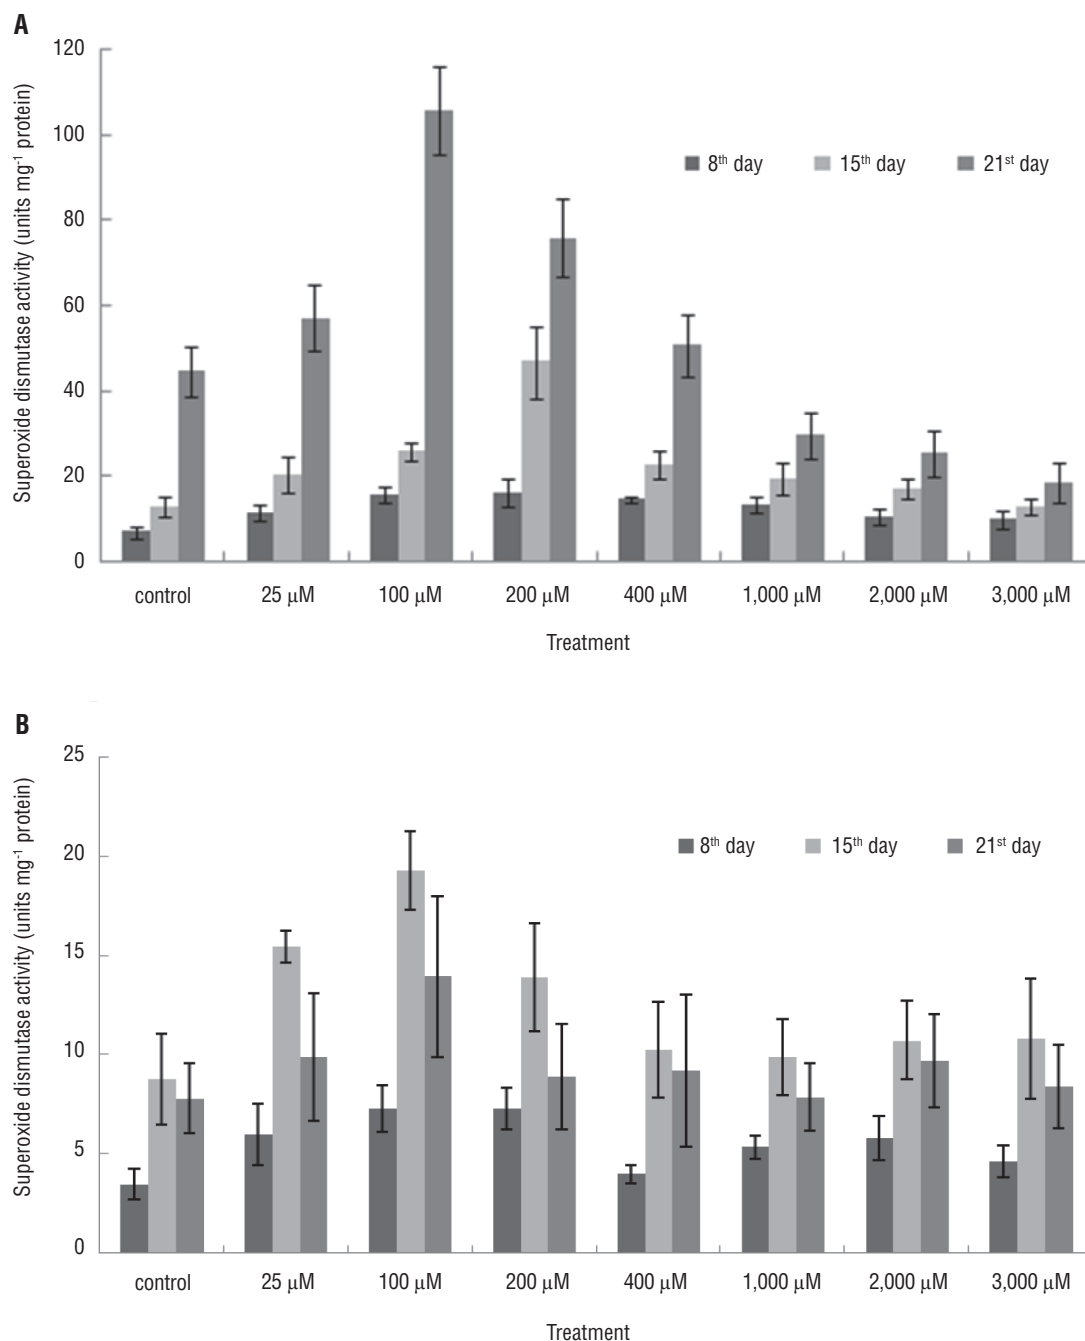 A
Superoxide dismutase activity (units mg-1 protein)
120
100
80
60
40
20
0
8th day 15th day 21st day
control 25 μM 100 μM 200 μM 400 μM 1,000 μM 2,000 μM 3,000 μM
Treatment
B
Superoxide dismutase activity (units mg-1 protein)
25
20
15
10
5
0
8th day 15th day 21st day
control 25 μM 100 μM 200 μM 400 μM 1,000 μM 2,000 μM 3,000 μM
Treatment